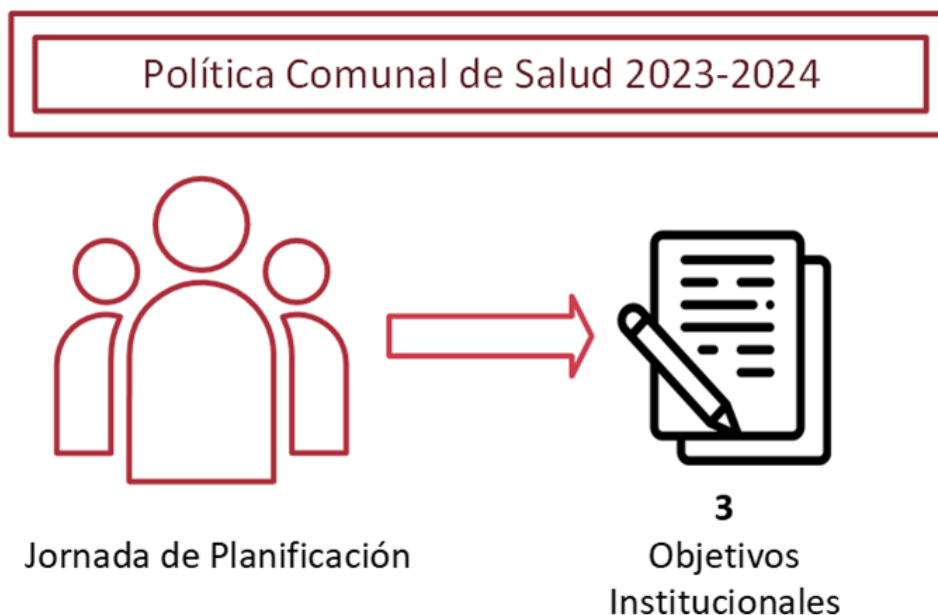 Política Comunal de Salud 2023-2024
Jornada de Planificación
3
Objetivos
Institucionales